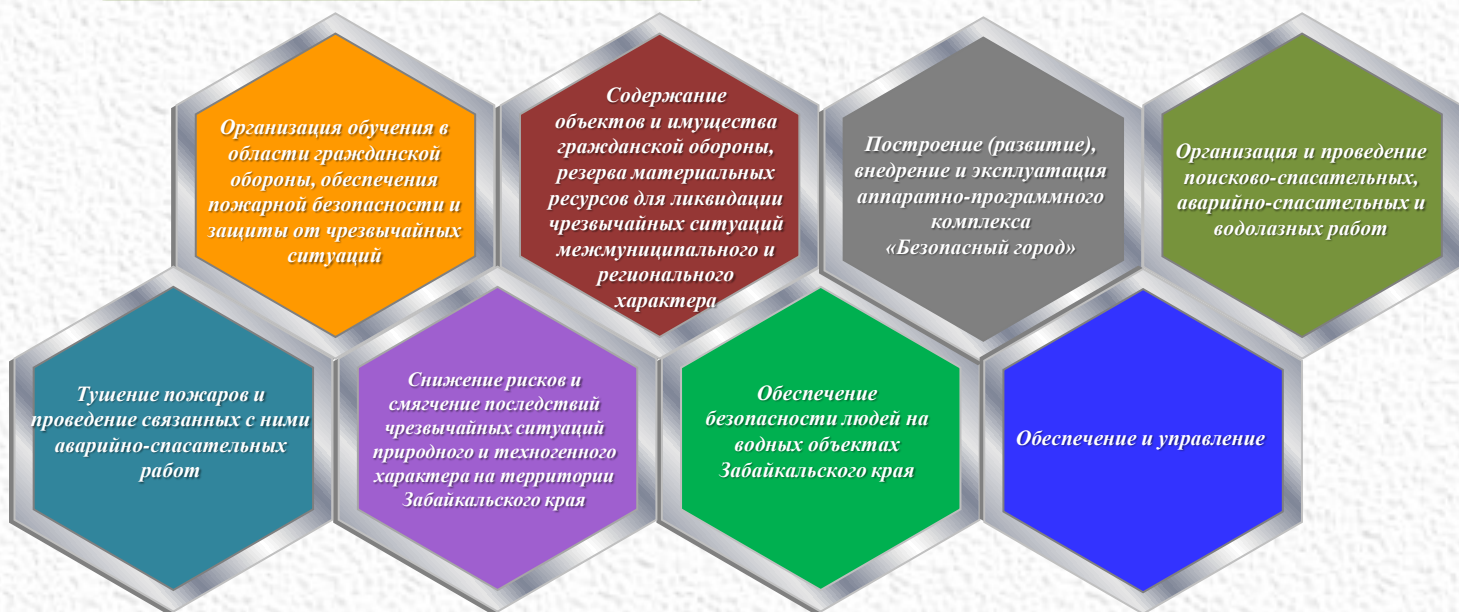 Организация обучения в
области гражданской
обороны, обеспечения
пожарной безопасности и
защиты от чрезвычайных
ситуаций
Содержание
объектов и имущества
гражданской обороны,
резерва материальных
ресурсов для ликвидации
чрезвычайных ситуаций
межмуниципального и
регионального
характера
Построение (развитие),
внедрение и эксплуатация
аппаратно-программного
комплекса
«Безопасный город»
Организация и проведение
поисково-спасательных,
аварийно-спасательных и
водолазных работ
Тушение пожаров и
проведение связанных с ними
аварийно-спасательных
работ
Снижение рисков и
смягчение последствий
чрезвычайных ситуаций
природного и техногенного
характера на территории
Забайкальского края
Обеспечение
безопасности людей на
водных объектах
Забайкальского края
Обеспечение и управление